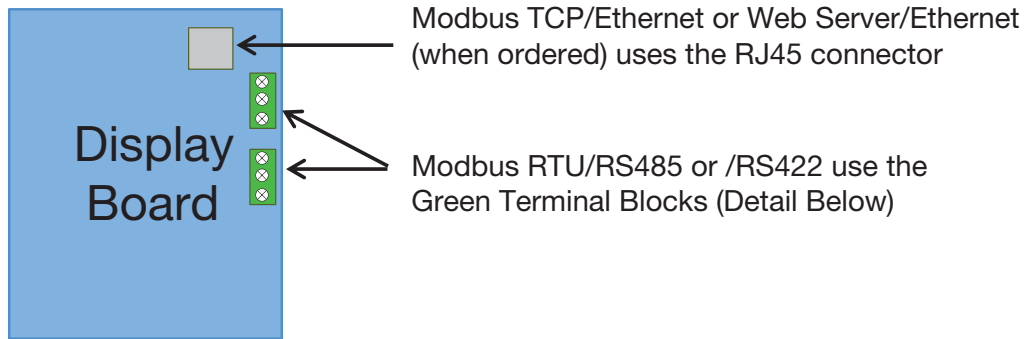 Modbus TCP/Ethernet or Web Server/Ethernet
(when ordered) uses the RJ45 connector
Display
Board
Modbus RTU/RS485 or /RS422 use the
Green Terminal Blocks (Detail Below)